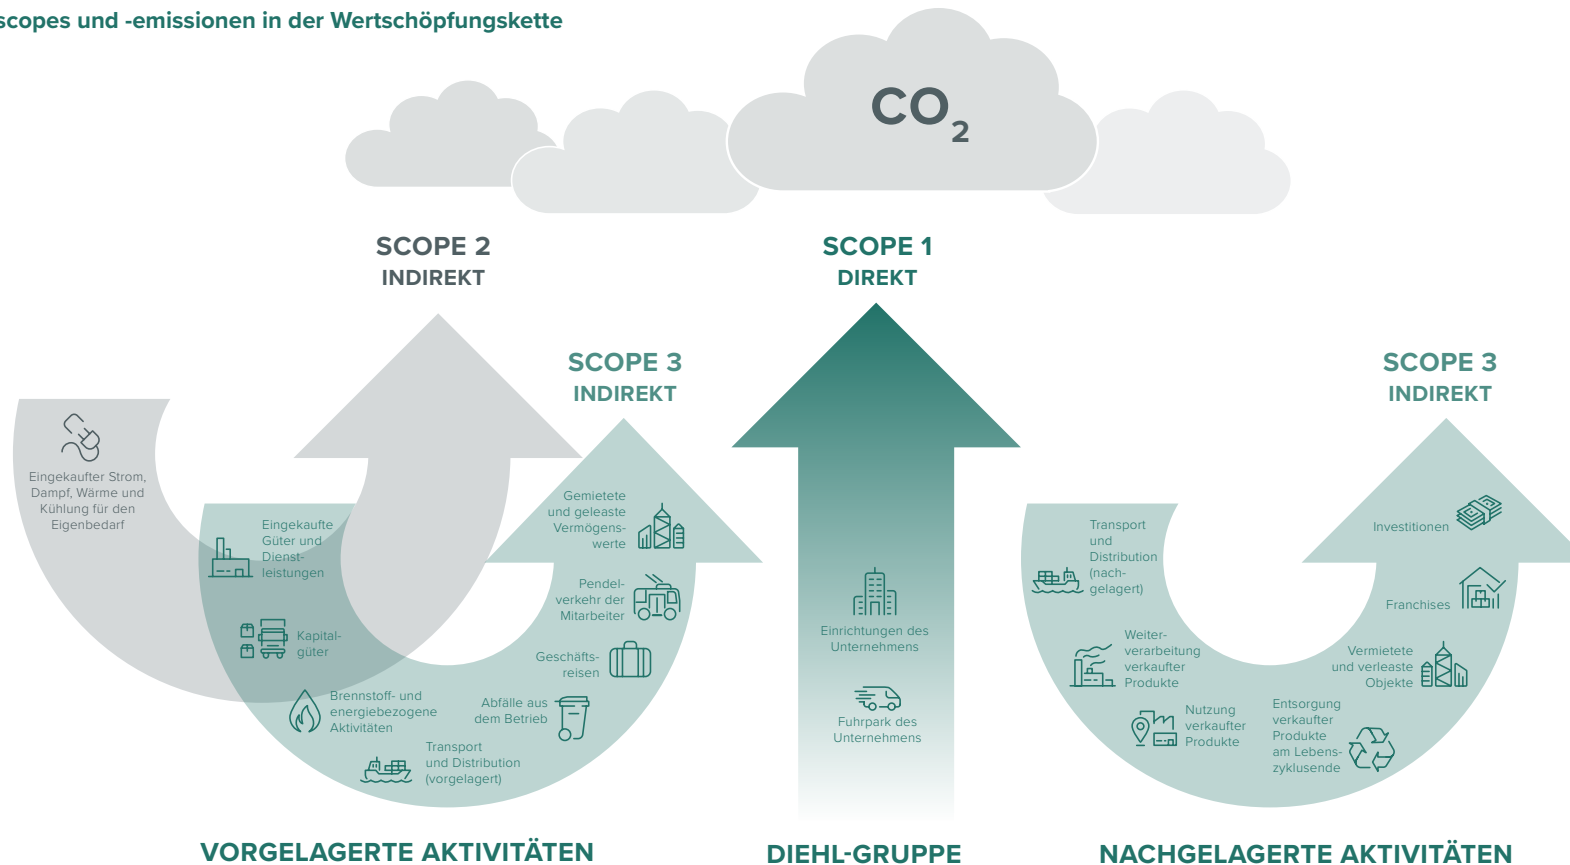 scopes und -emissionen in der Wertschöpfungskette
CO2
SCOPE 2
INDIREKT
SCOPE 1
DIREKT
SCOPE 3
INDIREKT
SCOPE 3
INDIREKT
Eingekaufter Strom,
Dampf, Wärme und
Kühlung für den
Eigenbedarf
Eingekaufte
Güter und
Dienst-
leistungen
Kapital-
güter
Brennstoff- und
energiebezogene
Aktivitäten
Transport
und Distribution
(vorgelagert)
Abfälle aus
dem Betrieb
Geschäfts-
reisen
Pendel-
verkehr der
Mitarbeiter
Gemietete
und geleaste
Vermögens-
werte
Einrichtungen des
Unternehmens
Fuhrpark des
Unternehmens
Transport
und
Distribution
(nach-
gelagert)
Weiter-
verarbeitung
verkaufter
Produkte
Nutzung
verkaufter
Produkte
Entsorgung
verkaufter
Produkte
am Lebens-
zyklusende
Vermietete
und verleaste
Objekte
Franchises
Investitionen
VORGELAGERTE AKTIVITÄTEN
DIEHL-GRUPPE
NACHGELAGERTE AKTIVITÄTEN